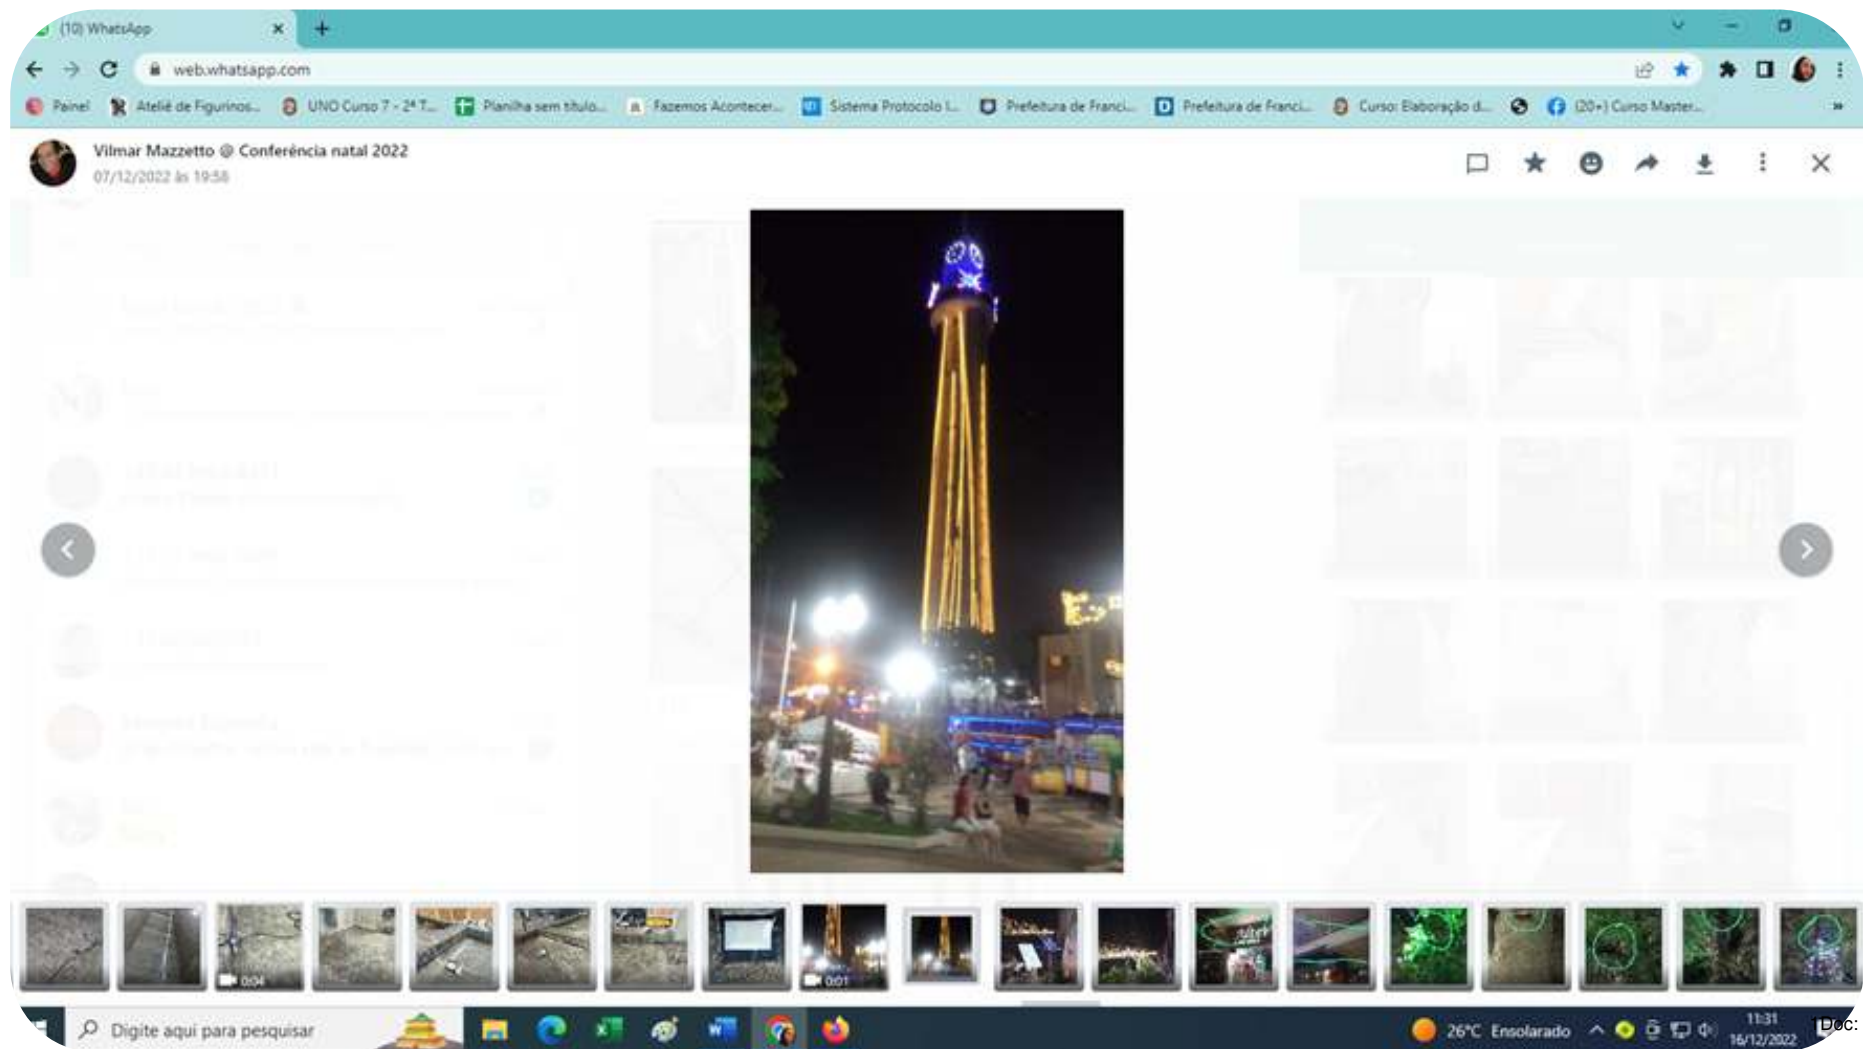 (10) WhatsApp
web.whatsapp.com
Painel
Ateliê de Figurinos...
UNO Curso 7 - 2ª T...
Planilha sem título...
Fazemos Acontecer...
Sistema Protocolo I...
Prefeitura de Franci...
Prefeitura de Franci...
Curso: Elaboração d...
(20+) Curso Master...
Vilmar Mazzetto @ Conferência natal 2022
07/12/2022 às 19:58
0:04
0:01
Digite aqui para pesquisar
26°C Ensolarado
11:31
16/12/2022
1Doc: